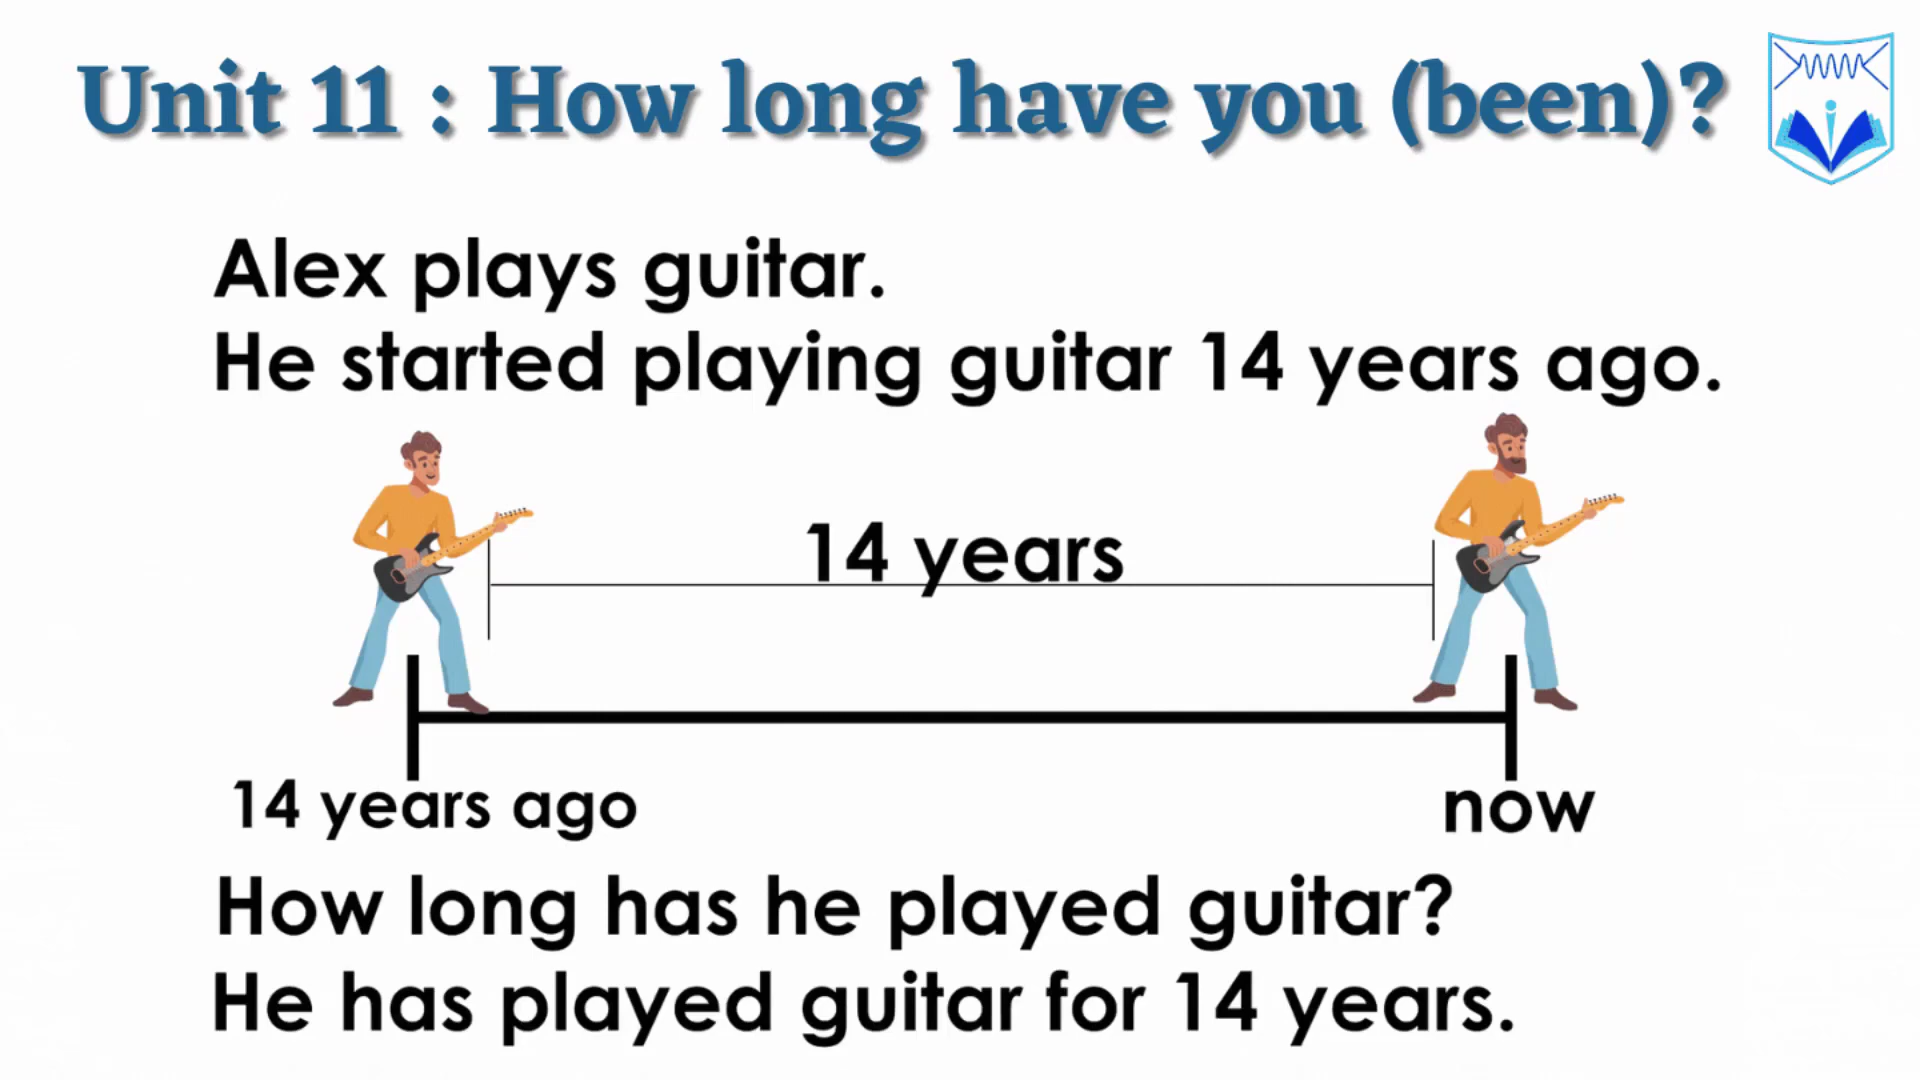 Unit 11 : How long have you (been)?
Alex plays guitar.
He started playing guitar 14 years ago.
14 years
14 years ago
now
How long has he played guitar?
He has played guitar for 14 years.